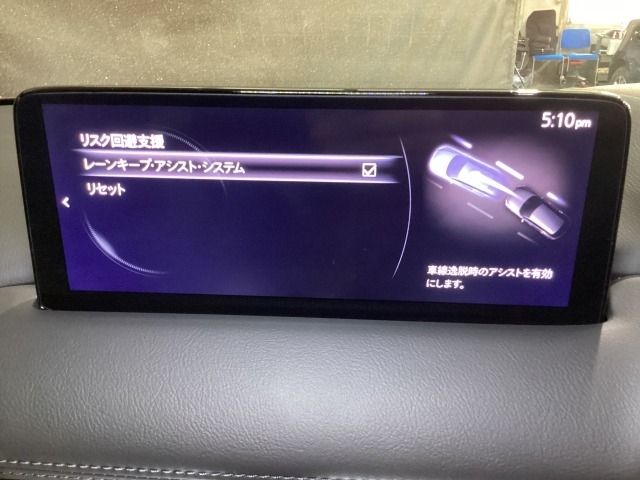 5:10pm
リスク回避支援
レーンキープ・アシスト・システム
リセット
車線逸脱時のアシストを有効
にします。